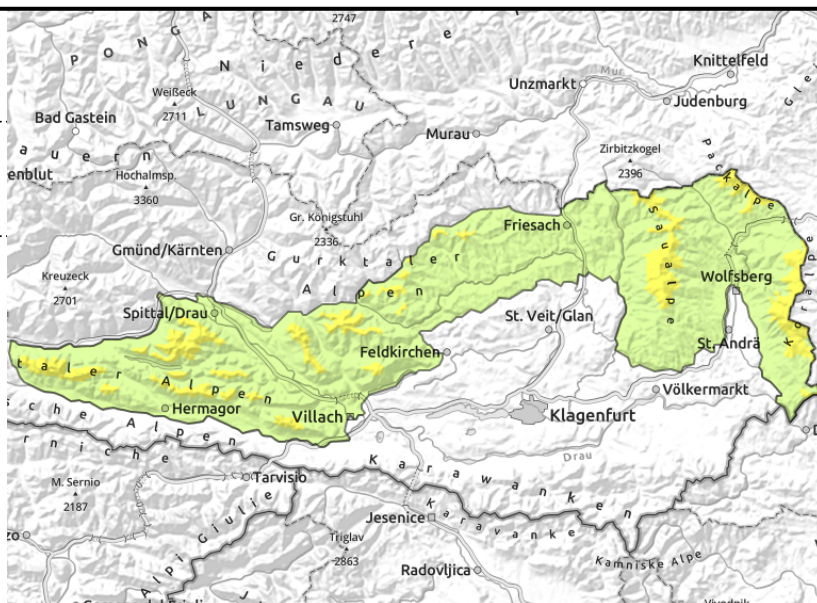 2747
P O N G A
N i e d e r e
Knittelfeld
Unzmarkt
Mur
Weißeck
2711
L U N G A U
Judenburg
Bad Gastein
Tamsweg
Murau
a u e r n
enblut
Hochalmsp.
3360
Zirbitzkogel
2396
P a c k a l p e
Gr. Königstuhl
2336
Friesach
S a u a l p e
Gmünd/Kärnten
G u r k t a l e r
A l p e n
Kreuzeck
2701
Wolfsberg
K o r a l p e
Spittal/Drau
St. Veit/Glan
St. Andrä
Feldkirchen
t a l e r A l p e n
Hermagor
Völkermarkt
Villach
Klagenfurt
s c h e A l p e n
r n i c h e
Drau
K a r a w a n k e n
Tarvisio
M. Sernio
2187
Jesenice
K a r a v a n k e
zo
A l p i G i u l i e
Triglav
2863
Kamniske Alpe
Radovljica